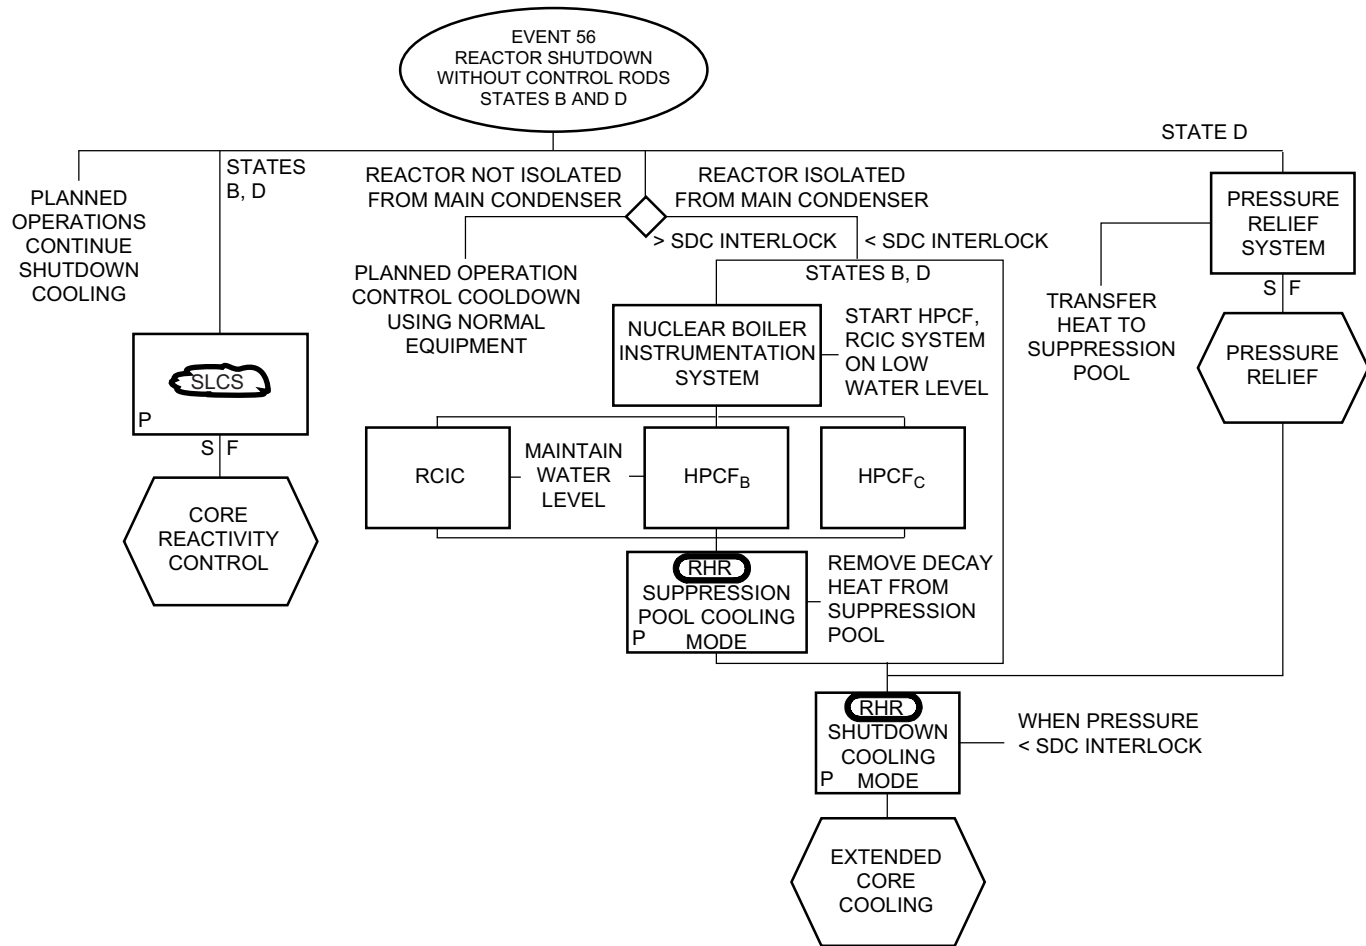 EVENT 56
REACTOR SHUTDOWN
WITHOUT CONTROL RODS
STATES B AND D
STATE D
PLANNED
OPERATIONS
CONTINUE
SHUTDOWN
COOLING
STATES
B, D
REACTOR NOT ISOLATED
FROM MAIN CONDENSER
REACTOR ISOLATED
FROM MAIN CONDENSER
> SDC INTERLOCK
< SDC INTERLOCK
PLANNED OPERATION
CONTROL COOLDOWN
USING NORMAL
EQUIPMENT
STATES B, D
PRESSURE
RELIEF
SYSTEM
S F
TRANSFER
HEAT TO
SUPPRESSION
POOL
PRESSURE
RELIEF
NUCLEAR BOILER
INSTRUMENTATION
SYSTEM
START HPCF,
RCIC SYSTEM
ON LOW
WATER LEVEL
SLCS
P
S F
CORE
REACTIVITY
CONTROL
RCIC
MAINTAIN
WATER
LEVEL
HPCFB
HPCFC
RHR
SUPPRESSION
POOL COOLING
MODE
P
REMOVE DECAY
HEAT FROM
SUPPRESSION
POOL
RHR
SHUTDOWN
COOLING
MODE
P
WHEN PRESSURE
< SDC INTERLOCK
EXTENDED
CORE
COOLING